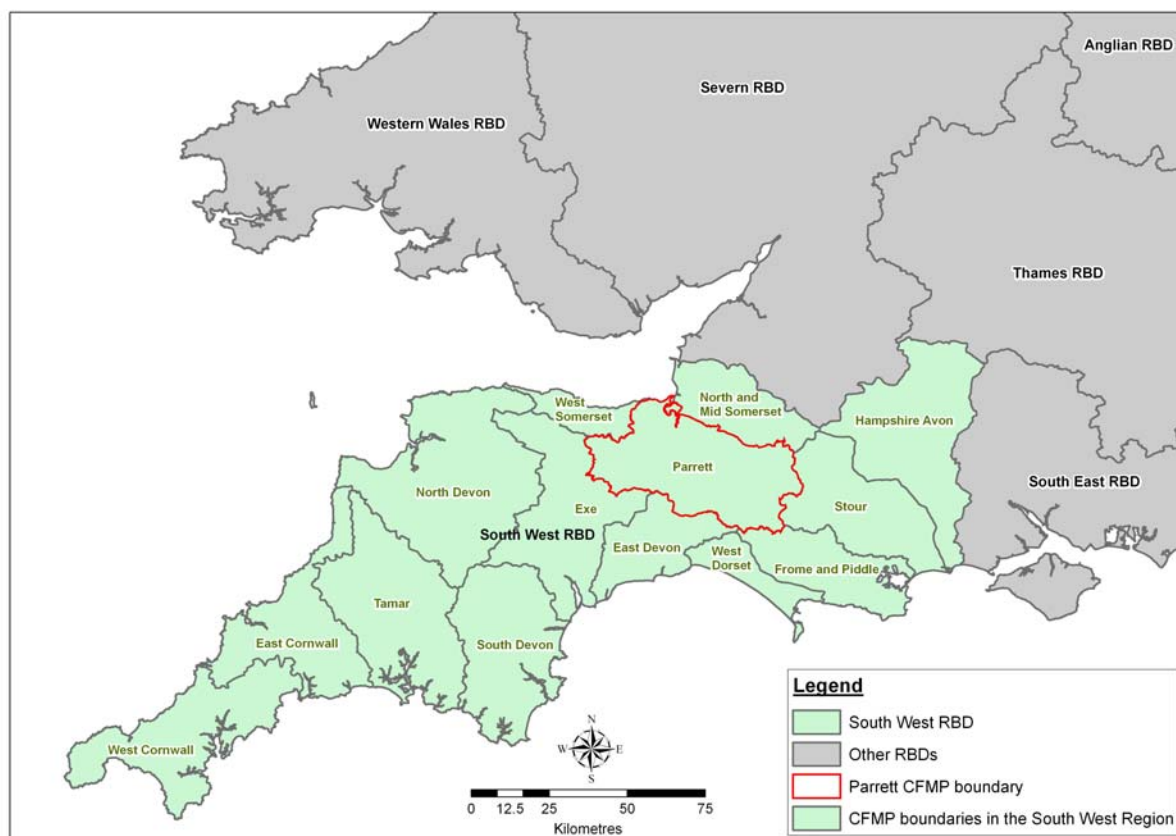 Anglian RBD
Severn RBD
Western Wales RBD
Thames RBD
West
Somerset
North and
Mid Somerset
Hampshire Avon
Parrett
North Devon
South East RBD
Exe
Stour
South West RBD
East Devon
West
Dorset
Frome and Piddle
Tamar
East Cornwall
South Devon
West Cornwall
N
W E
S
0 12.5 25 50 75
Kilometres
Legend
South West RBD
Other RBDs
Parrett CFMP boundary
CFMP boundaries in the South West Region